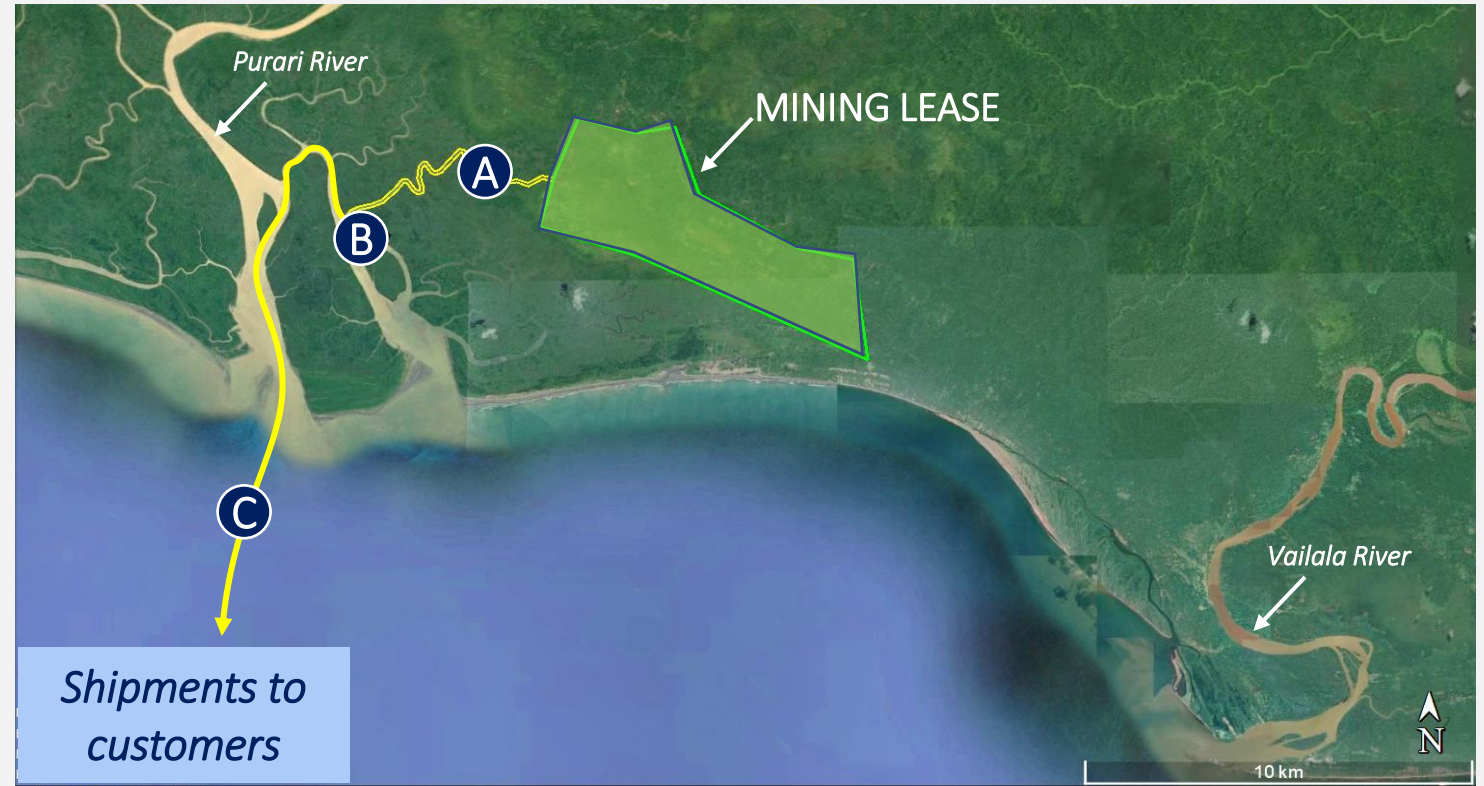 Purari River
MINING LEASE
A
B
C
Vailala River
Shipments to
customers
N
10 km